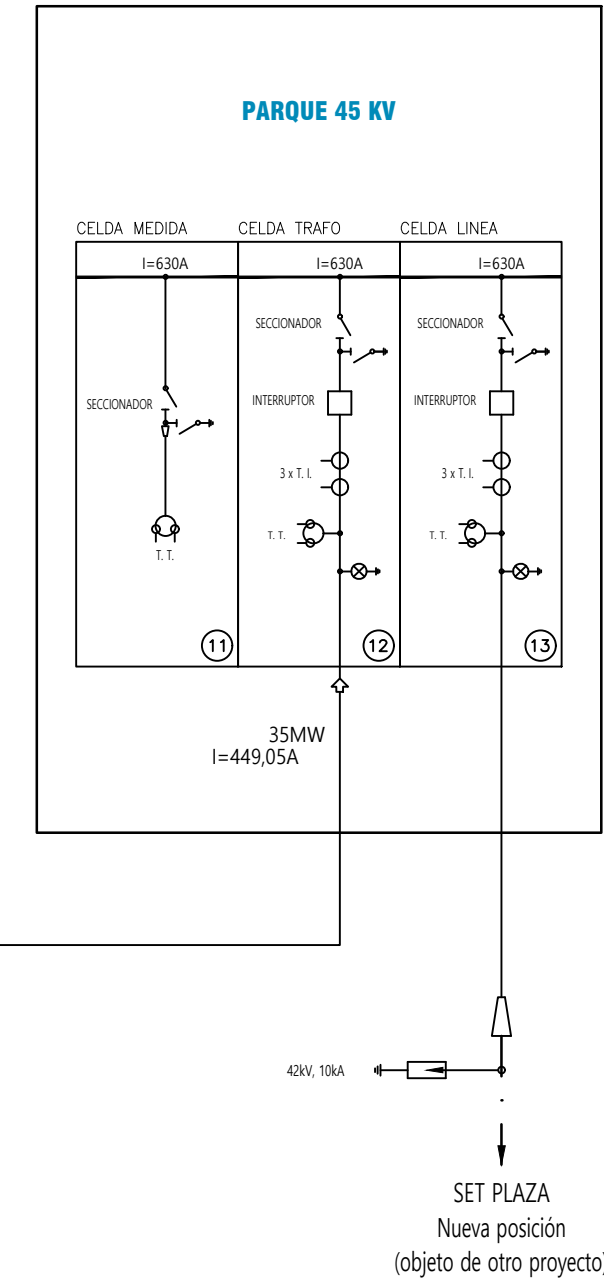 PARQUE 45 KV
CELDA MEDIDA
CELDA TRAFO
CELDA LINEA
I=630A
I=630A
I=630A
SECCIONADOR
SECCIONADOR
SECCIONADOR
INTERRUPTOR
INTERRUPTOR
3 x T. I.
3 x T. I.
T. T.
T. T.
T. T.
11
12
13
35MW
I=449,05A
42kV, 10kA
SET PLAZA
Nueva posición
(objeto de otro proyecto)